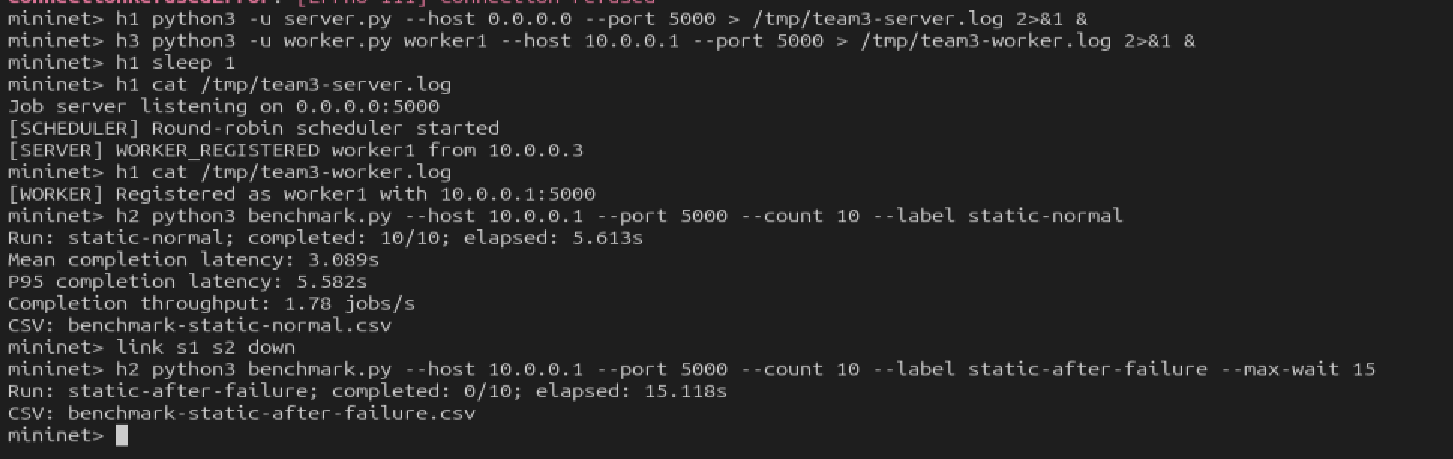 mininet> h1 python3 -u server.py --host 0.0.0.0 --port 5000 > /tmp/team3-server.log 2>&1 &
mininet> h3 python3 -u worker.py worker1 --host 10.0.0.1 --port 5000 > /tmp/team3-worker.log 2>&1 &
mininet> h1 sleep 1
mininet> h1 cat /tmp/team3-server.log
Job server listening on 0.0.0.0:5000
[SCHEDULER] Round-robin scheduler started
[SERVER] WORKER_REGISTERED worker1 from 10.0.0.3
mininet> h1 cat /tmp/team3-worker.log
[WORKER] Registered as worker1 with 10.0.0.1:5000
mininet> h2 python3 benchmark.py --host 10.0.0.1 --port 5000 --count 10 --label static-normal
Run: static-normal; completed: 10/10; elapsed: 5.613s
Mean completion latency: 3.089s
P95 completion latency: 5.582s
Completion throughput: 1.78 jobs/s
CSV: benchmark-static-normal.csv
mininet> link s1 s2 down
mininet> h2 python3 benchmark.py --host 10.0.0.1 --port 5000 --count 10 --label static-after-failure --max-wait 15
Run: static-after-failure; completed: 0/10; elapsed: 15.118s
CSV: benchmark-static-after-failure.csv
mininet>